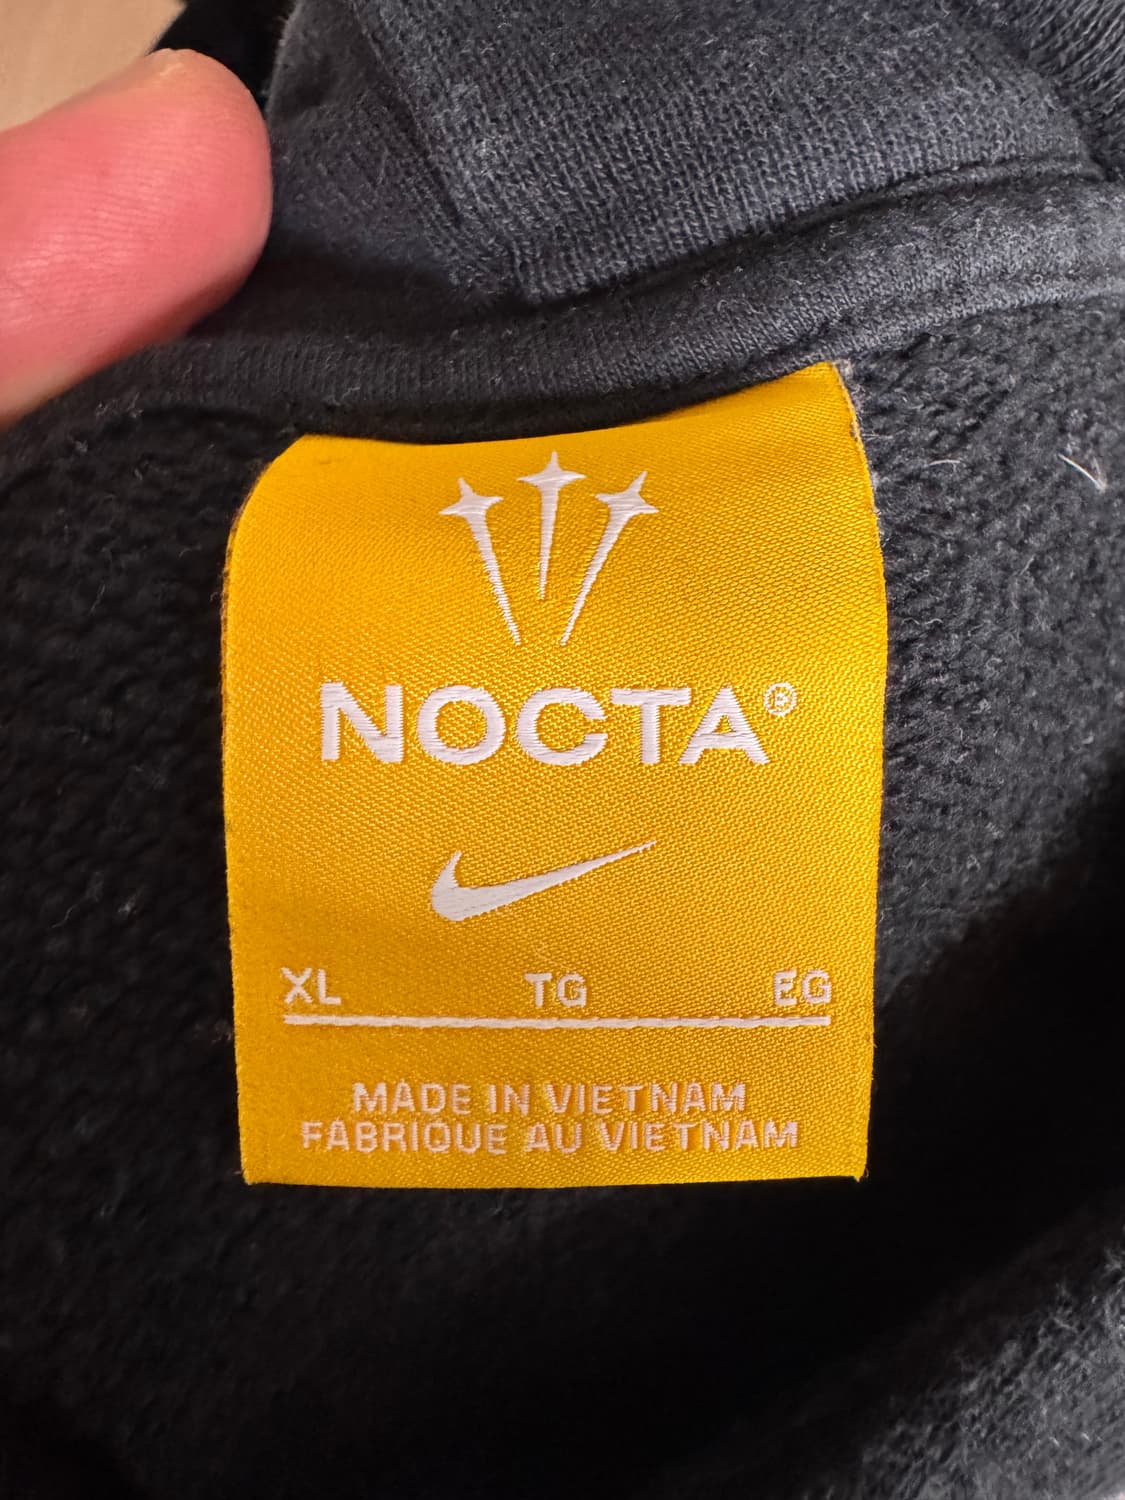 NOCTA®
XL TG EG
MADE IN VIETNAM
FABRIQUE AU VIETNAM